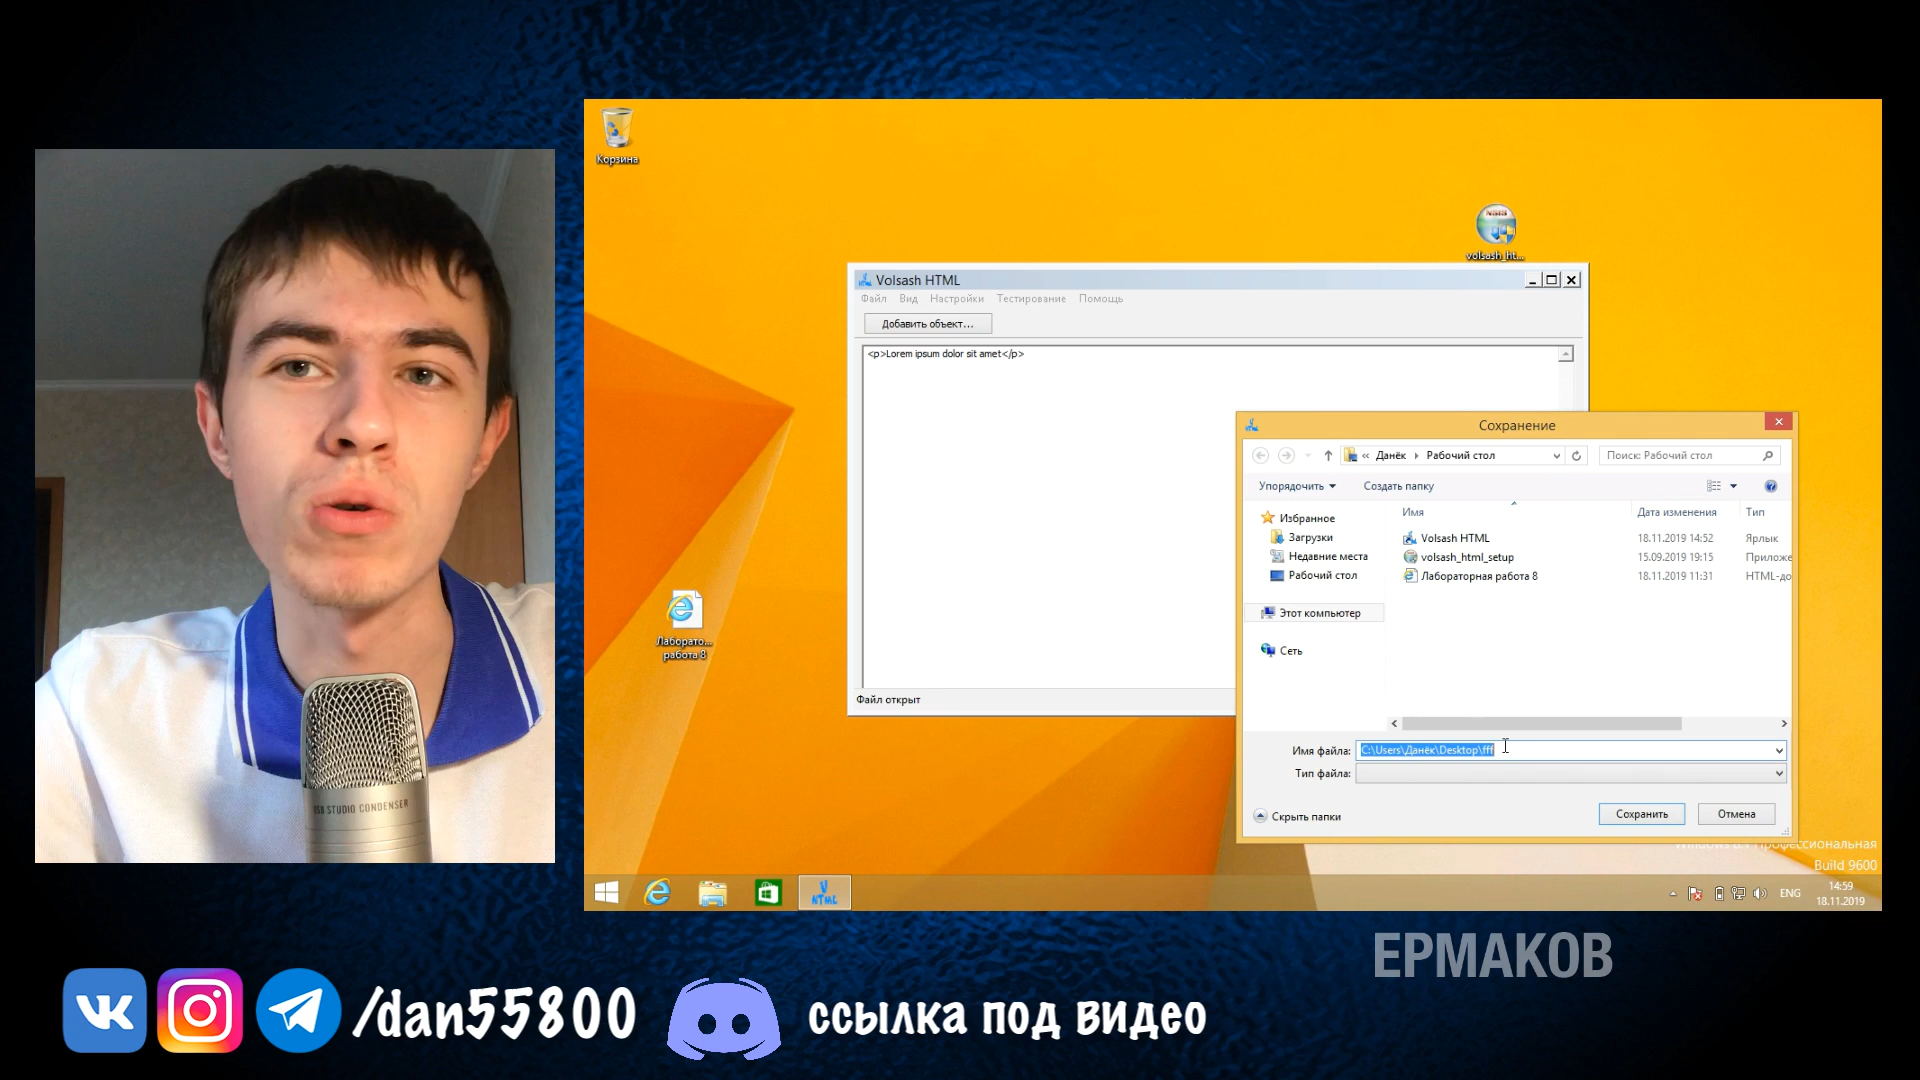 Корзина
volsash_ht...
Volsash HTML
Файл Вид Настройки Тестирование Помощь
Добавить объект...
<p>Lorem ipsum dolor sit amet</p>
Файл открыт
Лаборато...
работа 8
Сохранение
« Данёк Рабочий стол
Поиск: Рабочий стол
Упорядочить Создать папку
Имя Дата изменения Тип
Избранное
Загрузки
Недавние места
Рабочий стол
Этот компьютер
Сеть
Volsash HTML 18.11.2019 14:52 Ярлык
volsash_html_setup 15.09.2019 19:15 Приложе
Лабораторная работа 8 18.11.2019 11:31 HTML-до
Имя файла: C:\Users\Данёк\Desktop\fff
Тип файла:
Скрыть папки
Сохранить Отмена
Build 9600
ENG
14:59
18.11.2019
V HTML
USB STUDIO CONDENSER
ЕРМАКОВ
/dan55800
ссылка под видео